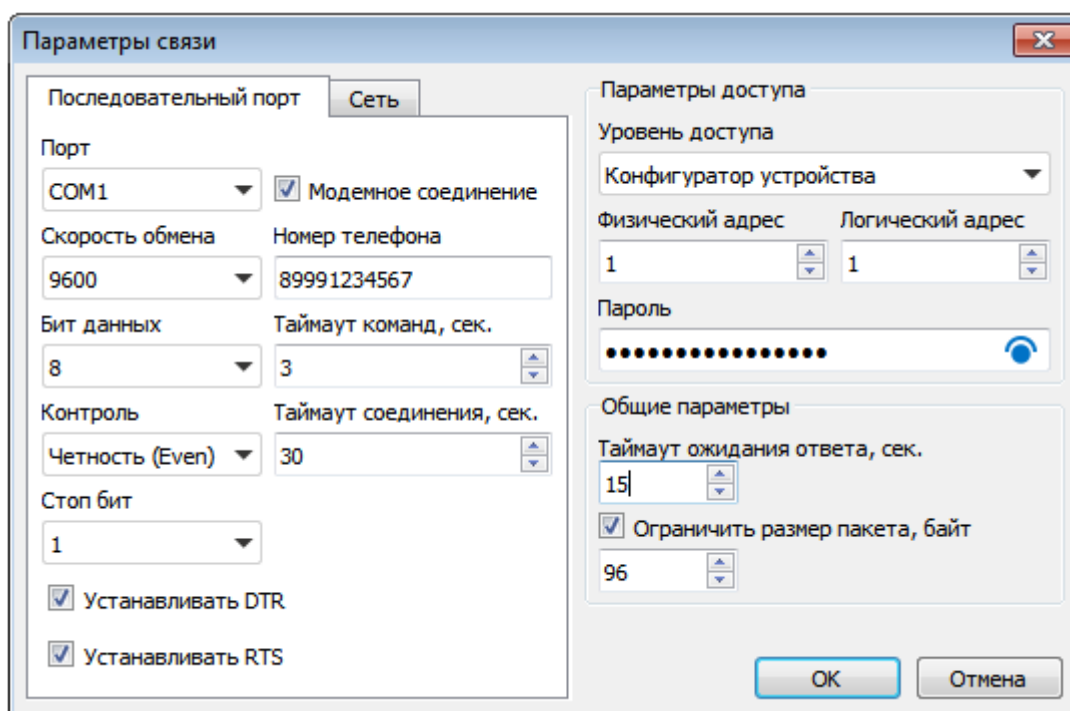 Параметры связи
Последовательный порт
Сеть
Порт
COM1
Модемное соединение
Скорость обмена
Номер телефона
9600
89991234567
Бит данных
Таймаут команд, сек.
8
3
Контроль
Таймаут соединения, сек.
Четность (Even)
30
Стоп бит
1
Устанавливать DTR
Устанавливать RTS
Параметры доступа
Уровень доступа
Конфигуратор устройства
Физический адрес
Логический адрес
1
1
Пароль
••••••••••••••••
Общие параметры
Таймаут ожидания ответа, сек.
15
Ограничить размер пакета, байт
96
OK
Отмена